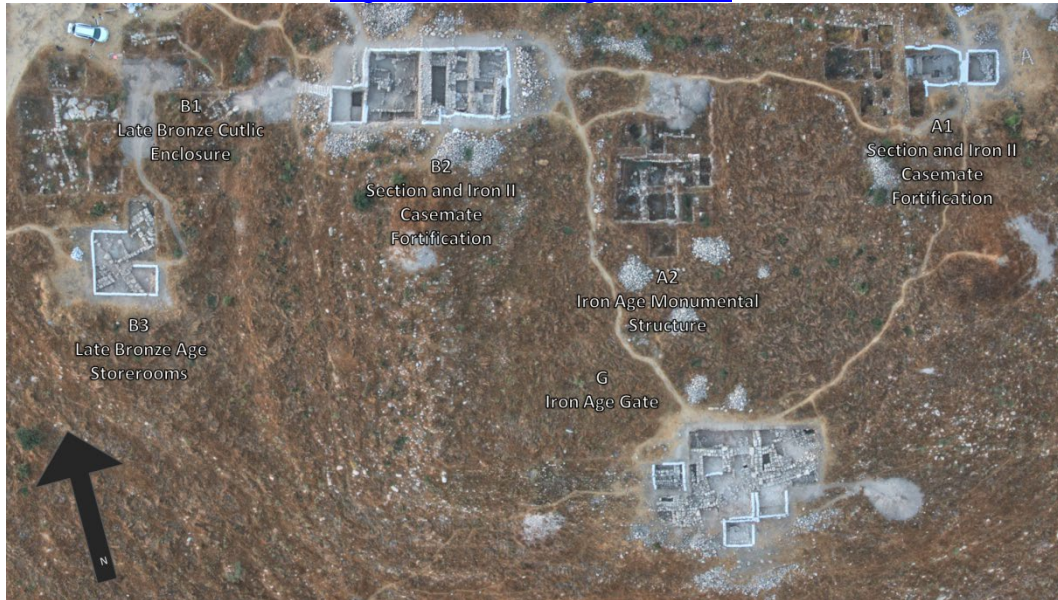 B1
Late Bronze Cutlic
Enclosure
B2
Section and Iron II
Casemate
Fortification
A
A1
Section and Iron II
Casemate
Fortification
A2
Iron Age Monumental
Structure
B3
Late Bronze Age
Storerooms
G
Iron Age Gate
N